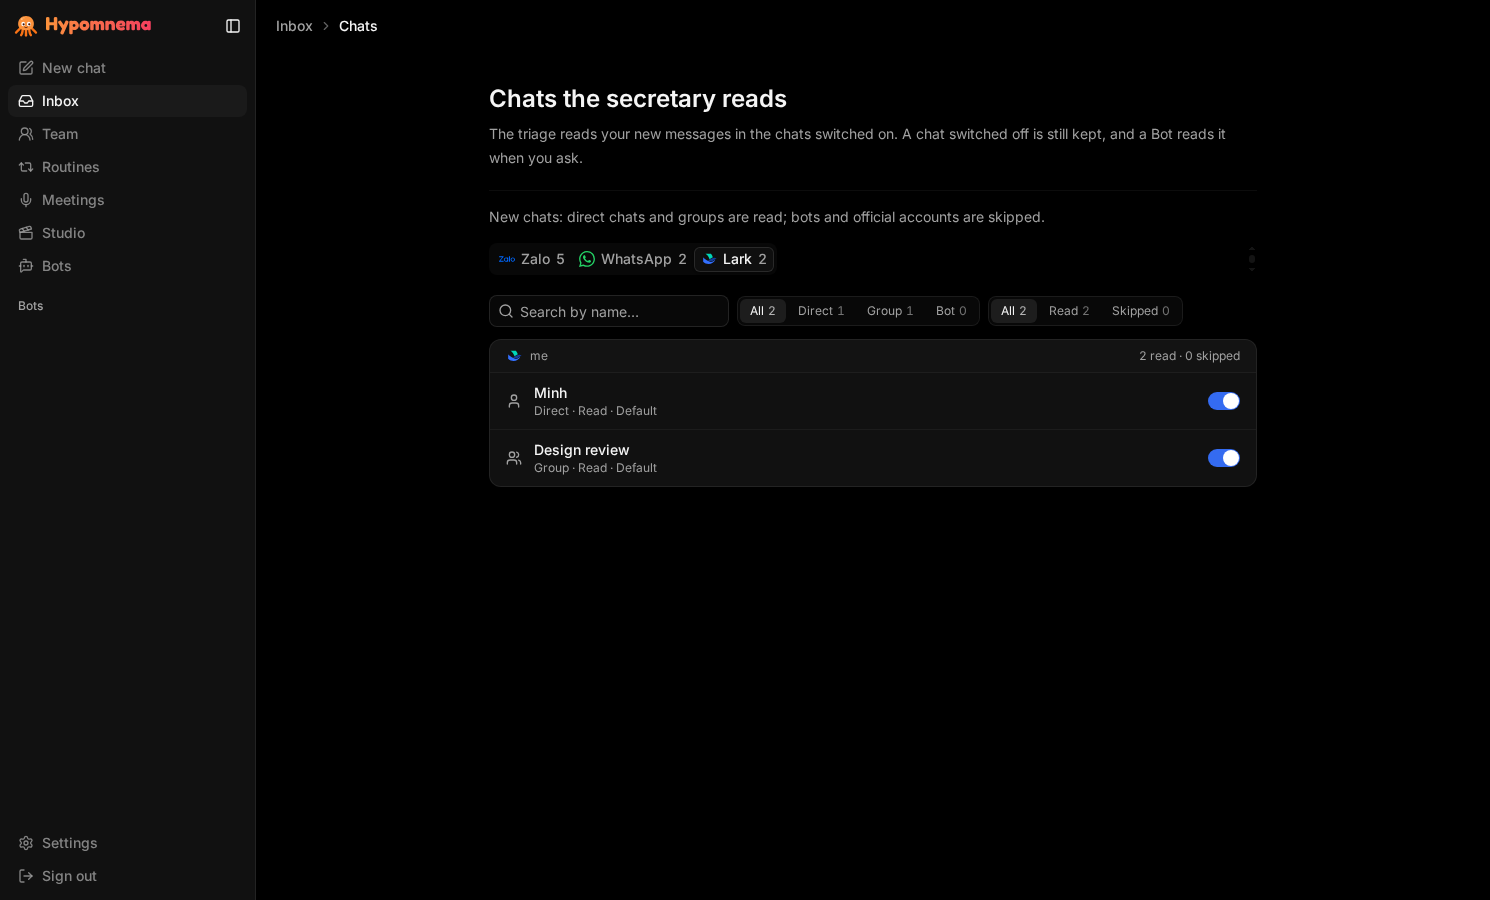 Hypomnema
New chat
Inbox
Team
Routines
Meetings
Studio
Bots
Bots
Settings
Sign out
Inbox > Chats
Chats the secretary reads
The triage reads your new messages in the chats switched on. A chat switched off is still kept, and a Bot reads it
when you ask.
New chats: direct chats and groups are read; bots and official accounts are skipped.
Zalo Zalo 5 WhatsApp 2 Lark 2
Search by name... All 2 Direct 1 Group 1 Bot 0 All 2 Read 2 Skipped 0
me 2 read · 0 skipped
Minh
Direct · Read · Default
Design review
Group · Read · Default